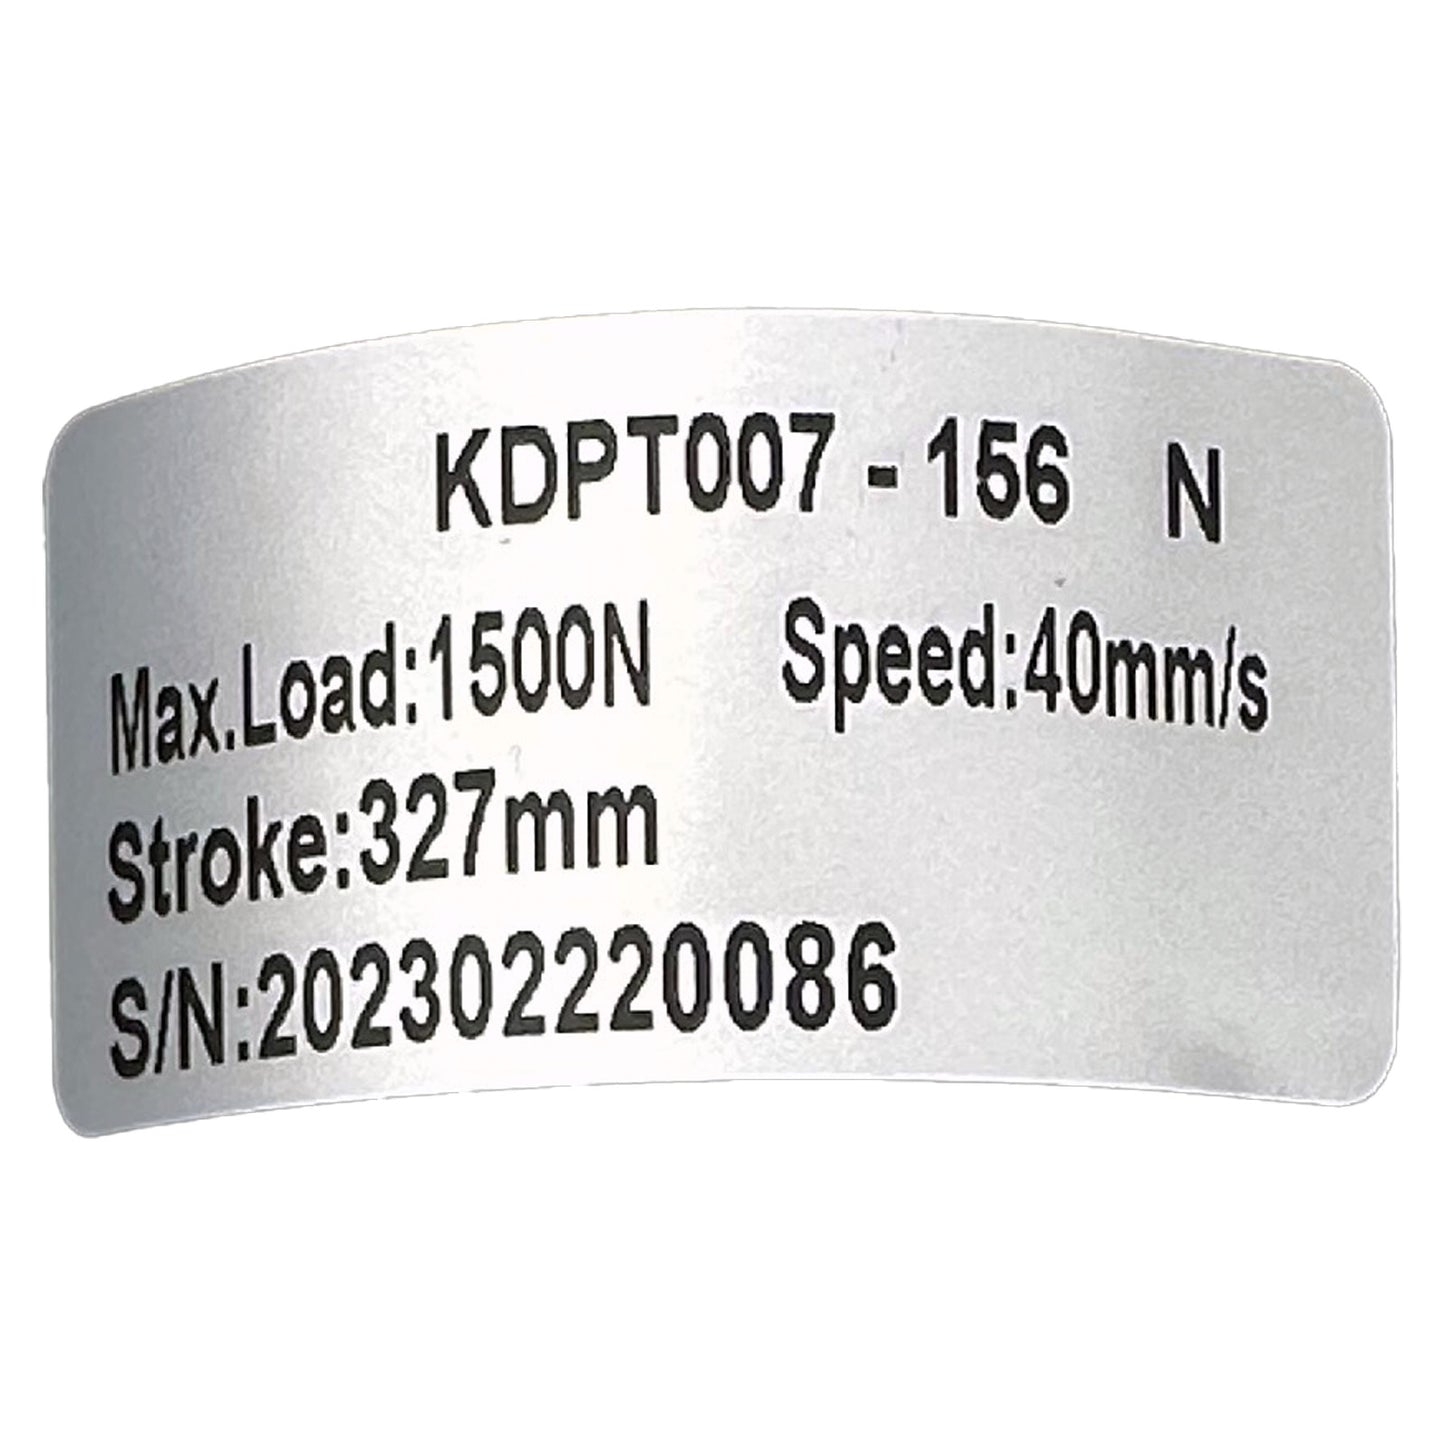 KDPT007 - 156 N
Max.Load:1500N Speed:40mm/s
Stroke:327mm
S/N:202302220086